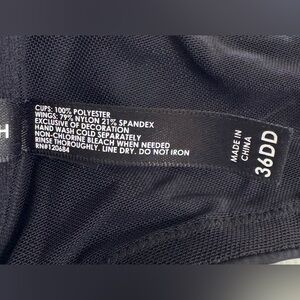 H
CUPS: 100% POLYESTER
WINGS: 79% NYLON 21% SPANDEX
EXCLUSIVE OF DECORATION
HAND WASH COLD SEPARATELY
NON-CHLORINE BLEACH WHEN NEEDED
RINSE THOROUGHLY. LINE DRY. DO NOT IRON
RN#120684
MADE IN
CHINA
36DD